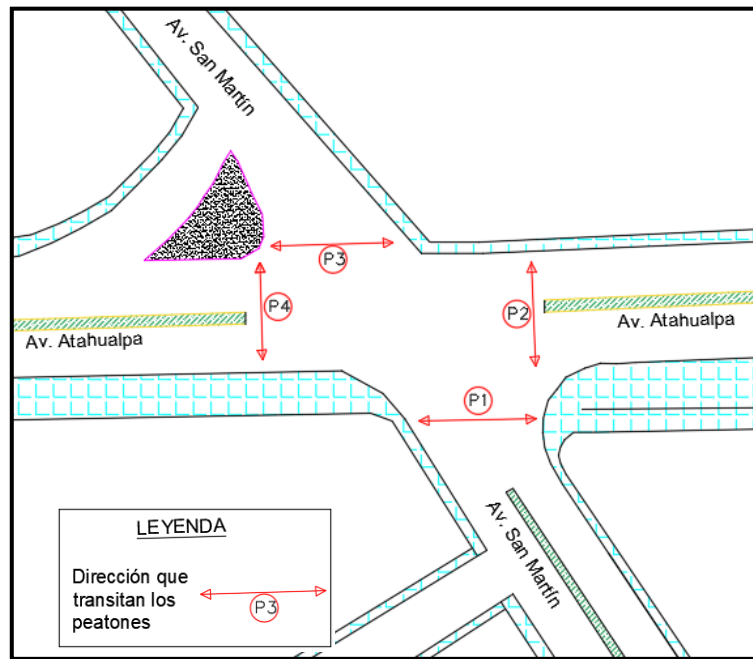 Av. San Martín
P3
P4
P2
Av. Atahualpa
Av. Atahualpa
P1
Av. San Martín
LEYENDA
Dirección que
transitan los
peatones
P3